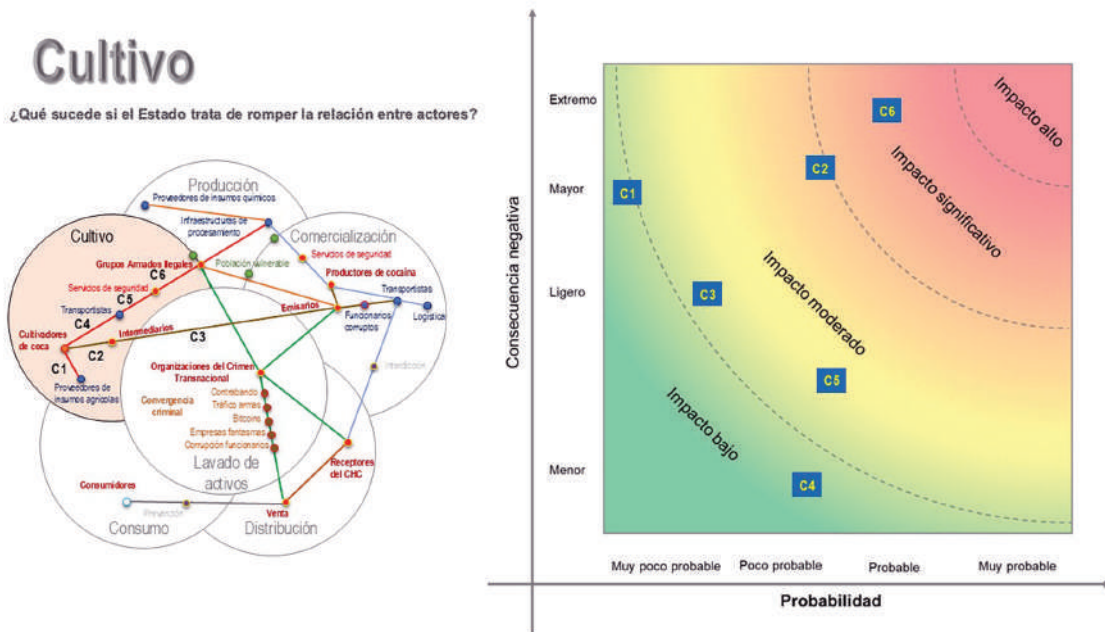 Cultivo
¿Qué sucede si el Estado trata de romper la relación entre actores?
Producción
Proveedores de insumos químicos
Infraestructuras de
procesamiento
Cultivo
Comercialización
Grupos Armados Ilegales
Población vulnerable
Servicios de seguridad
C6
Servicios de seguridad
Productores de cocaína
C5
Transportistas
Transportistas
C4
Emisarios
Funcionarios
corruptos
Logística
Cultivadores
de coca
Intermediarios
C2
C3
C1
Proveedores de
insumos agrícolas
Organizaciones del Crimen
Transnacional
Interdicción
Convergencia
criminal
Contrabando
Tráfico armas
Bitcoins
Empresas fantasmas
Corrupción funcionarios
Lavado de
activos
Receptores
del CHC
Consumidores
Prevención
Venta
Consumo
Distribución
Consecuencia negativa
Extremo
Mayor
Ligero
Menor
C6
Impacto alto
C2
Impacto significativo
C1
C3
Impacto moderado
C5
Impacto bajo
C4
Muy poco probable
Poco probable
Probable
Muy probable
Probabilidad